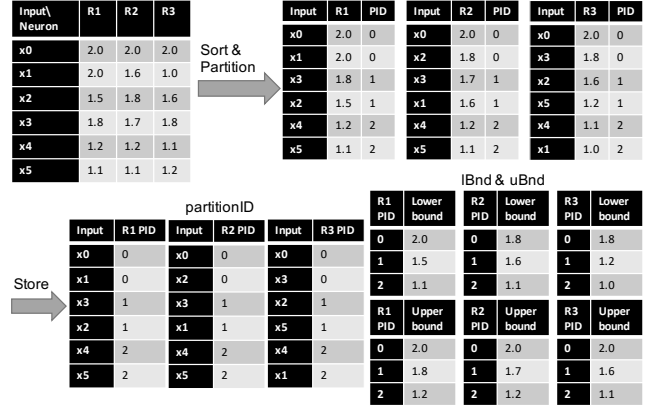 Input\ Neuron R1 R2 R3
x0 2.0 2.0 2.0
x1 2.0 1.6 1.0
x2 1.5 1.8 1.6
x3 1.8 1.7 1.8
x4 1.2 1.2 1.1
x5 1.1 1.1 1.2
Sort &
Partition
Input R1 PID
x0 2.0 0
x1 2.0 0
x3 1.8 1
x2 1.5 1
x4 1.2 2
x5 1.1 2
Input R2 PID
x0 2.0 0
x2 1.8 0
x3 1.7 1
x1 1.6 1
x4 1.2 2
x5 1.1 2
Input R3 PID
x0 2.0 0
x3 1.8 0
x2 1.6 1
x5 1.2 1
x4 1.1 2
x1 1.0 2
Store
partitionID
Input R1 PID Input R2 PID Input R3 PID
x0 0 x0 0 x0 0
x1 0 x2 0 x3 0
x3 1 x3 1 x2 1
x2 1 x1 1 x5 1
x4 2 x4 2 x4 2
x5 2 x5 2 x1 2
lBnd & uBnd
R1 PID Lower bound
0 2.0
1 1.5
2 1.1
R2 PID Lower bound
0 1.8
1 1.6
2 1.1
R3 PID Lower bound
0 1.8
1 1.2
2 1.0
R1 PID Upper bound
0 2.0
1 1.8
2 1.2
R2 PID Upper bound
0 2.0
1 1.7
2 1.2
R3 PID Upper bound
0 2.0
1 1.6
2 1.1